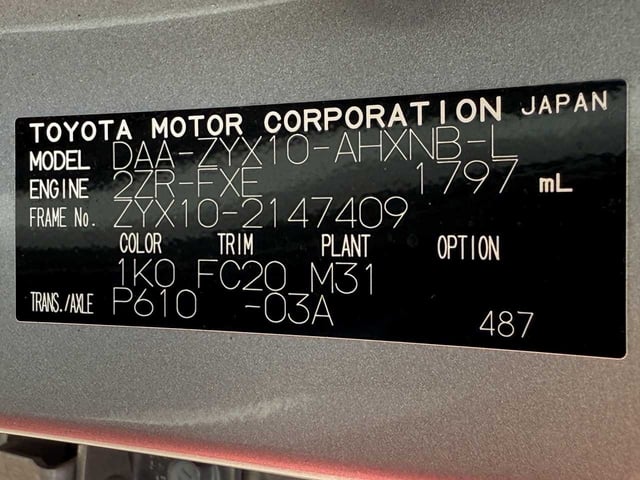 TOYOTA MOTOR CORPORATION JAPAN
MODEL DAA-ZYX10-AHXNB-L
ENGINE 2ZR-FXE 1797 mL
FRAME No. ZYX10-2147409
COLOR TRIM PLANT OPTION
1K0 FC20 M31
TRANS./AXLE P610 -03A
487